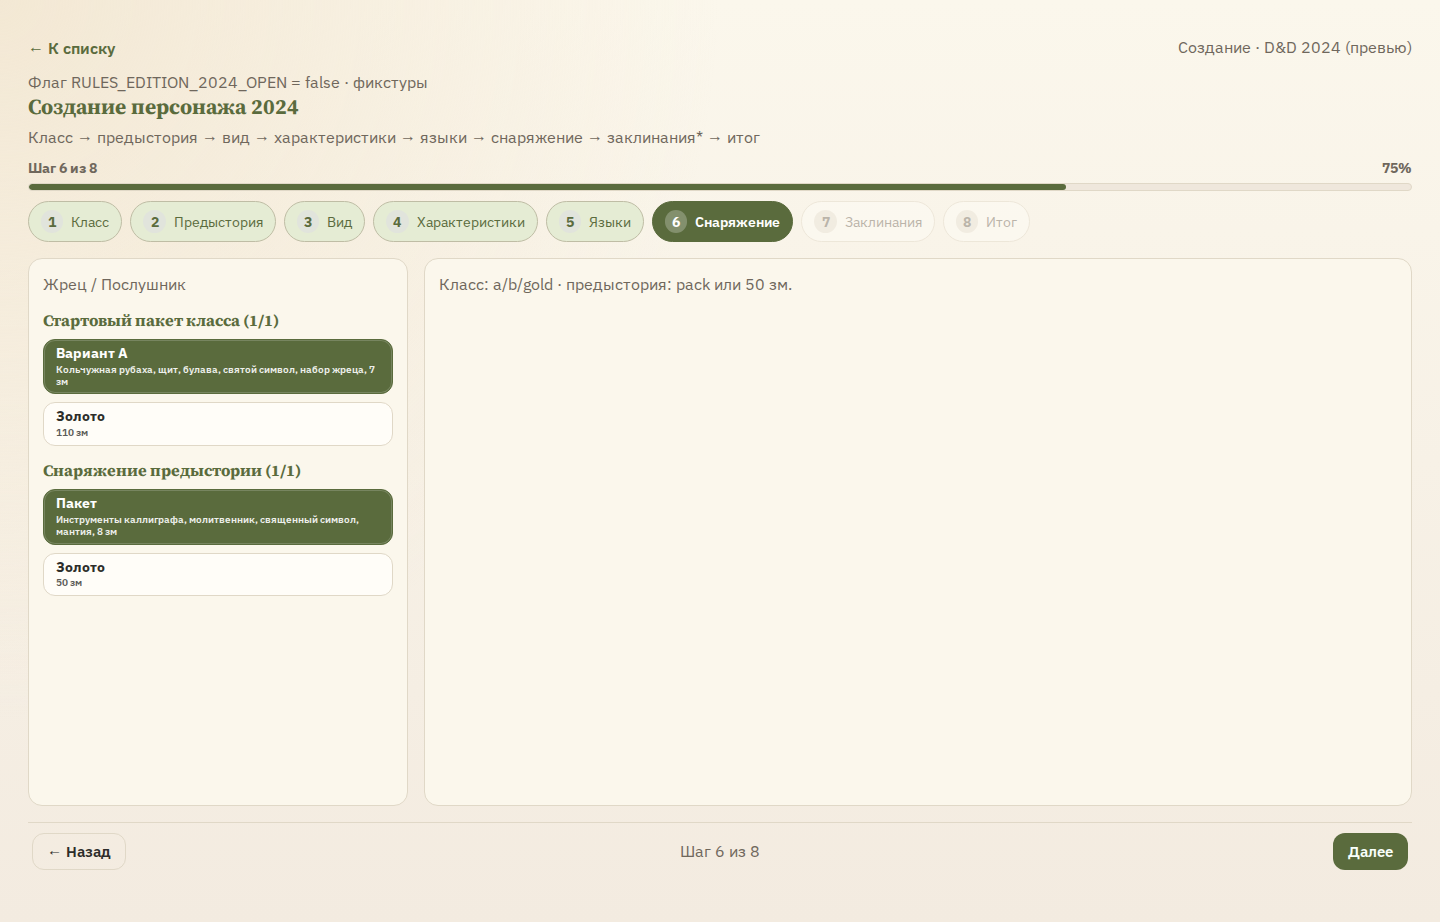 ← К списку
Создание · D&D 2024 (превью)
Флаг RULES_EDITION_2024_OPEN = false · фикстуры
Создание персонажа 2024
Класс → предыстория → вид → характеристики → языки → снаряжение → заклинания* → итог
Шаг 6 из 8
75%
1 Класс
2 Предыстория
3 Вид
4 Характеристики
5 Языки
6 Снаряжение
7 Заклинания
8 Итог
Жрец / Послушник
Стартовый пакет класса (1/1)
Вариант A
Кольчужная рубаха, щит, булава, святой символ, набор жреца, 7
зм
Золото
110 зм
Снаряжение предыстории (1/1)
Пакет
Инструменты каллиграфа, молитвенник, священный символ,
мантия, 8 зм
Золото
50 зм
Класс: a/b/gold · предыстория: pack или 50 зм.
← Назад
Шаг 6 из 8
Далее